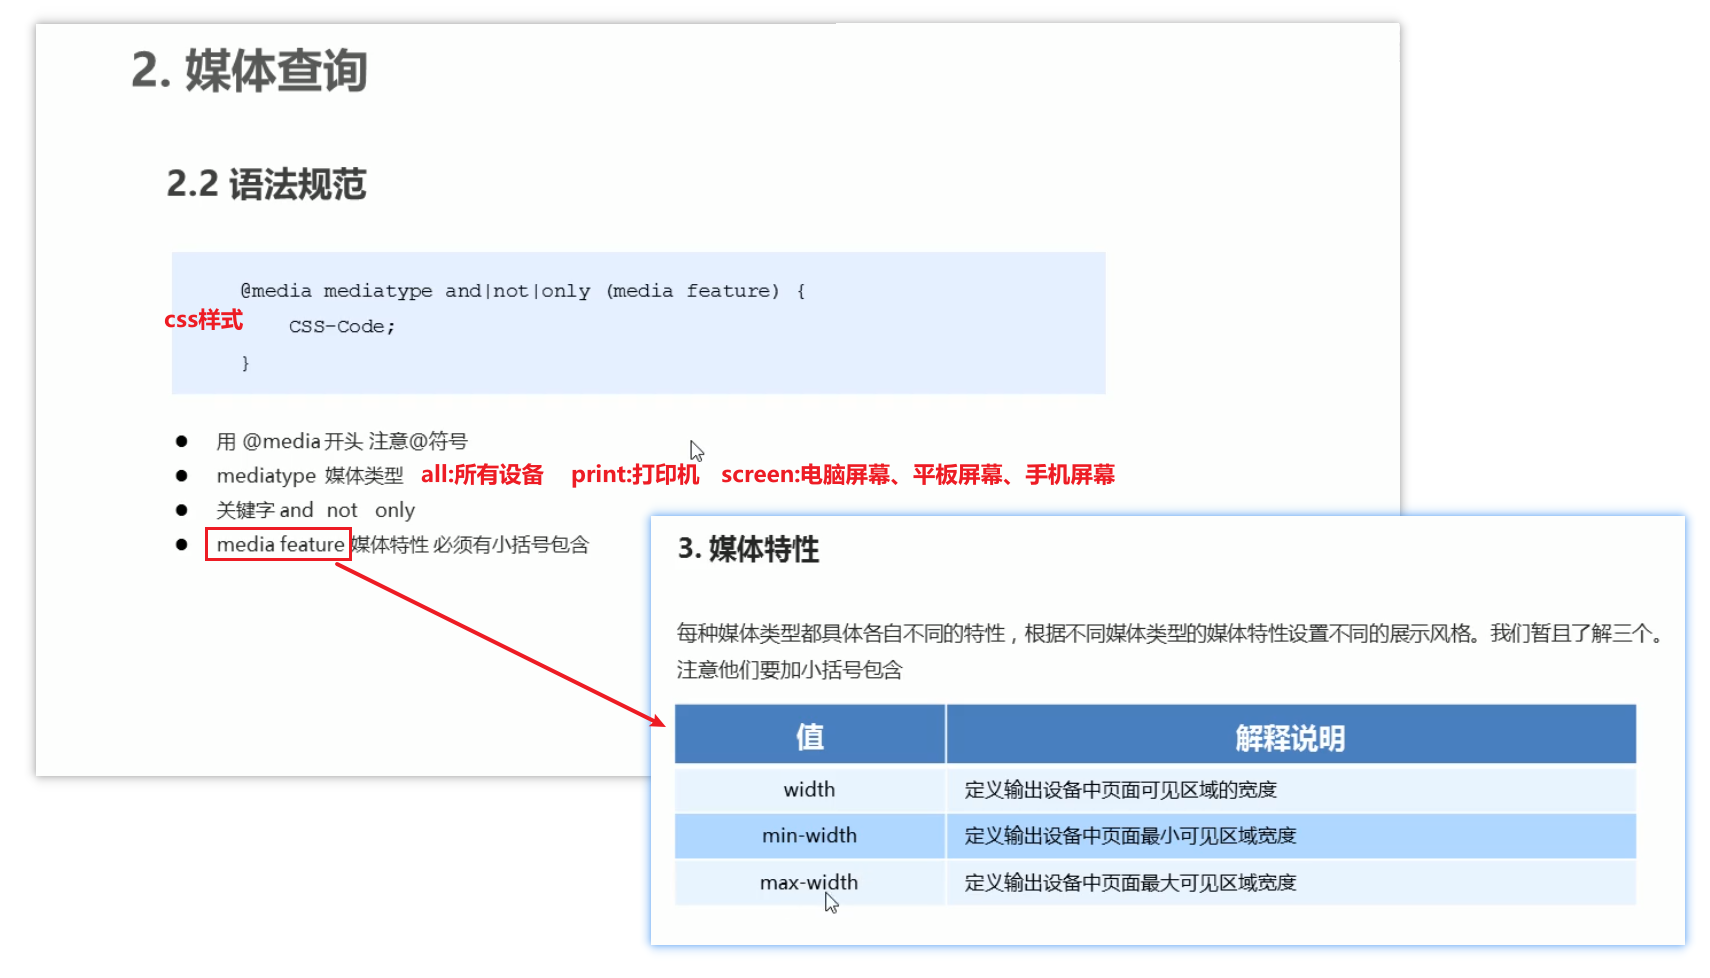 2. 媒体查询
2.2 语法规范
@media mediatype and|not|only (media feature) {
css样式
CSS-Code;
}
● 用 @media 开头 注意@符号
● mediatype 媒体类型 all:所有设备 print:打印机 screen:电脑屏幕、平板屏幕、手机屏幕
● 关键字 and not only
● media feature 媒体特性 必须有小括号包含
3. 媒体特性
每种媒体类型都具体各自不同的特性，根据不同媒体类型的媒体特性设置不同的展示风格。我们暂且了解三个。
注意他们要加小括号包含
值 解释说明
width 定义输出设备中页面可见区域的宽度
min-width 定义输出设备中页面最小可见区域宽度
max-width 定义输出设备中页面最大可见区域宽度